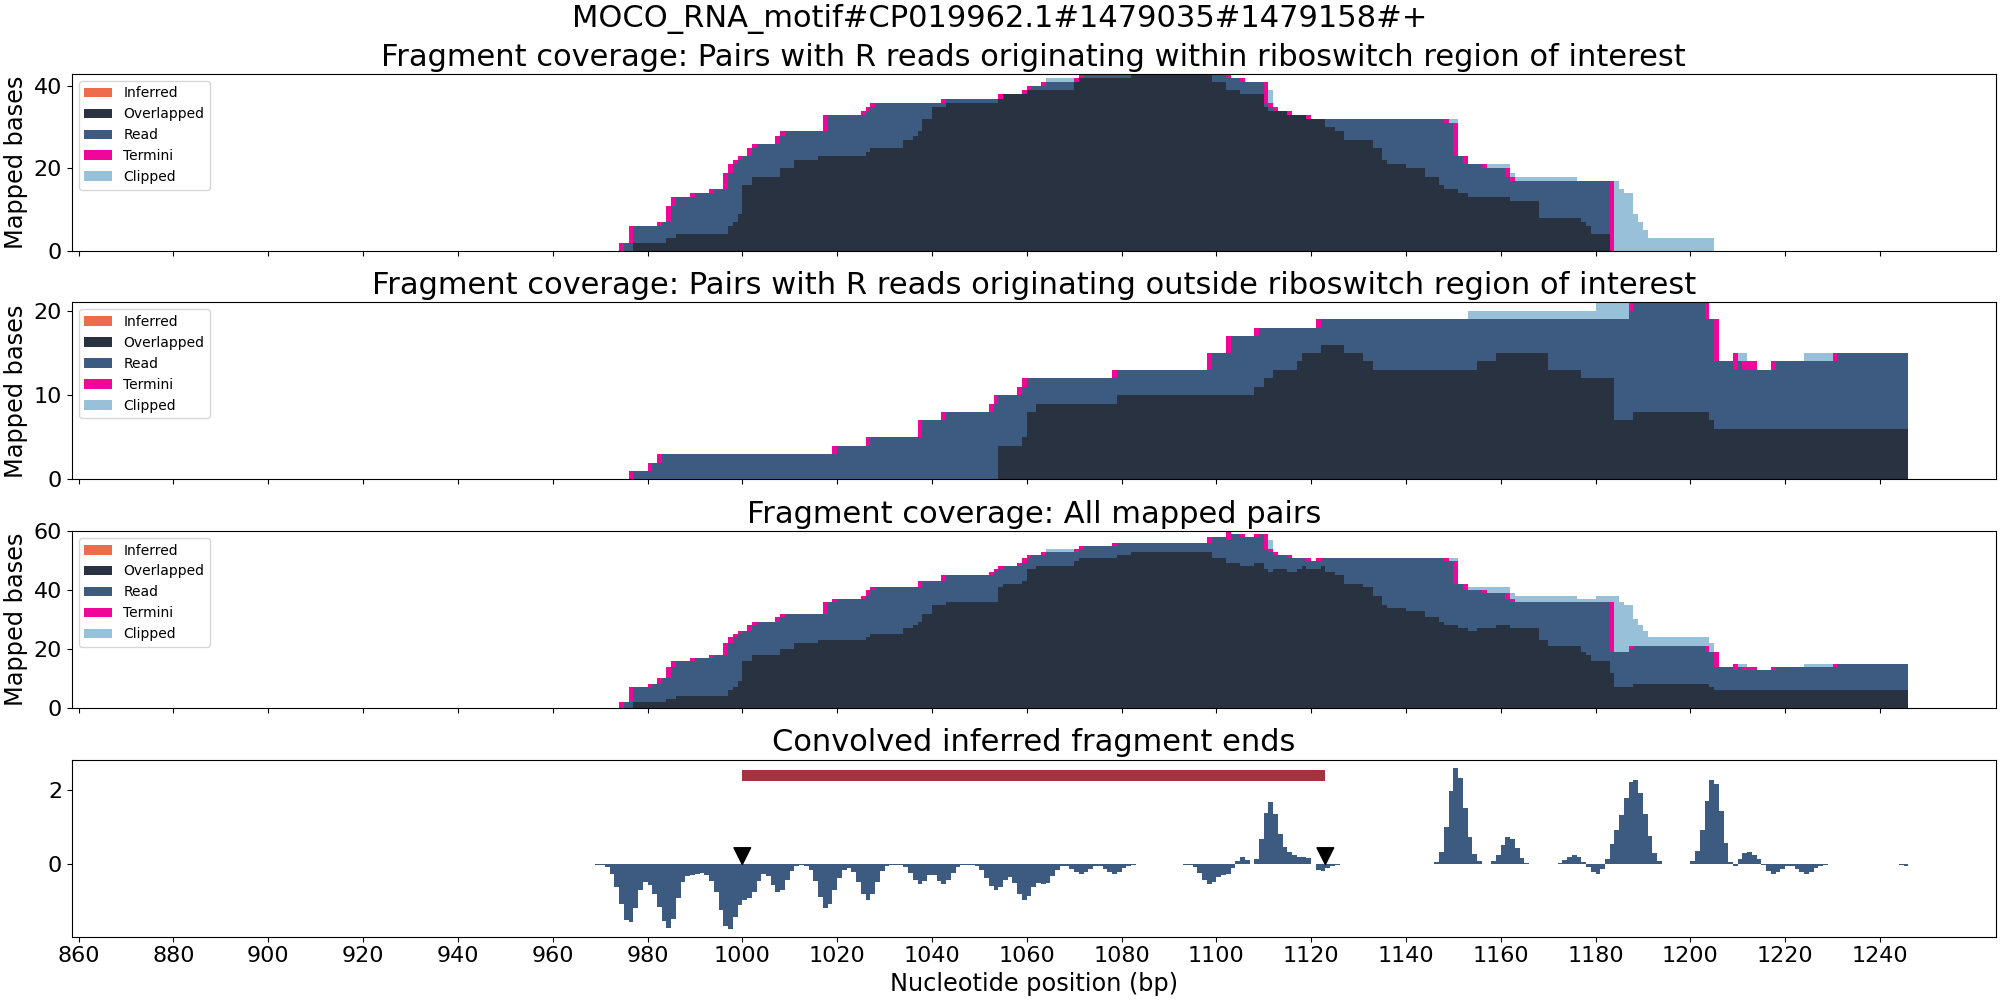 MOCO_RNA_motif#CP019962.1#1479035#1479158#+
Fragment coverage: Pairs with R reads originating within riboswitch region of interest
Mapped bases
40
20
0
Inferred
Overlapped
Read
Termini
Clipped
Fragment coverage: Pairs with R reads originating outside riboswitch region of interest
Mapped bases
20
10
0
Inferred
Overlapped
Read
Termini
Clipped
Fragment coverage: All mapped pairs
Mapped bases
60
40
20
0
Inferred
Overlapped
Read
Termini
Clipped
Convolved inferred fragment ends
2
0
860 880 900 920 940 960 980 1000 1020 1040 1060 1080 1100 1120 1140 1160 1180 1200 1220 1240
Nucleotide position (bp)